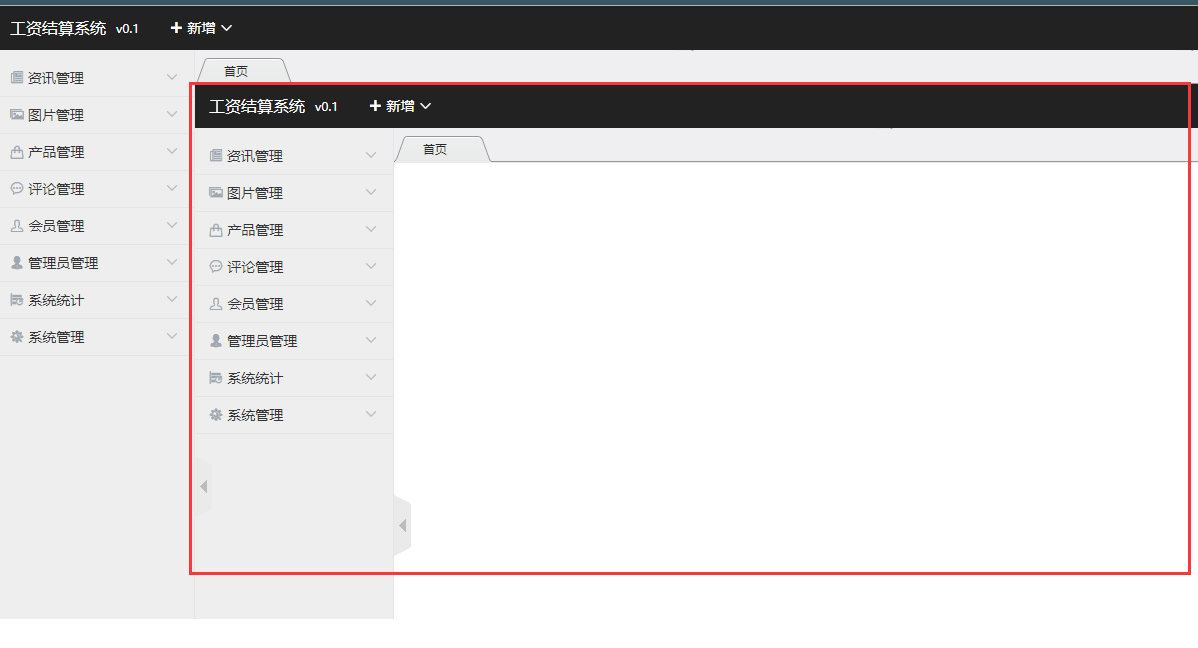 工资结算系统 v0.1 新增
资讯管理
图片管理
产品管理
评论管理
会员管理
管理员管理
系统统计
系统管理
首页
工资结算系统 v0.1 新增
资讯管理
图片管理
产品管理
评论管理
会员管理
管理员管理
系统统计
系统管理
首页